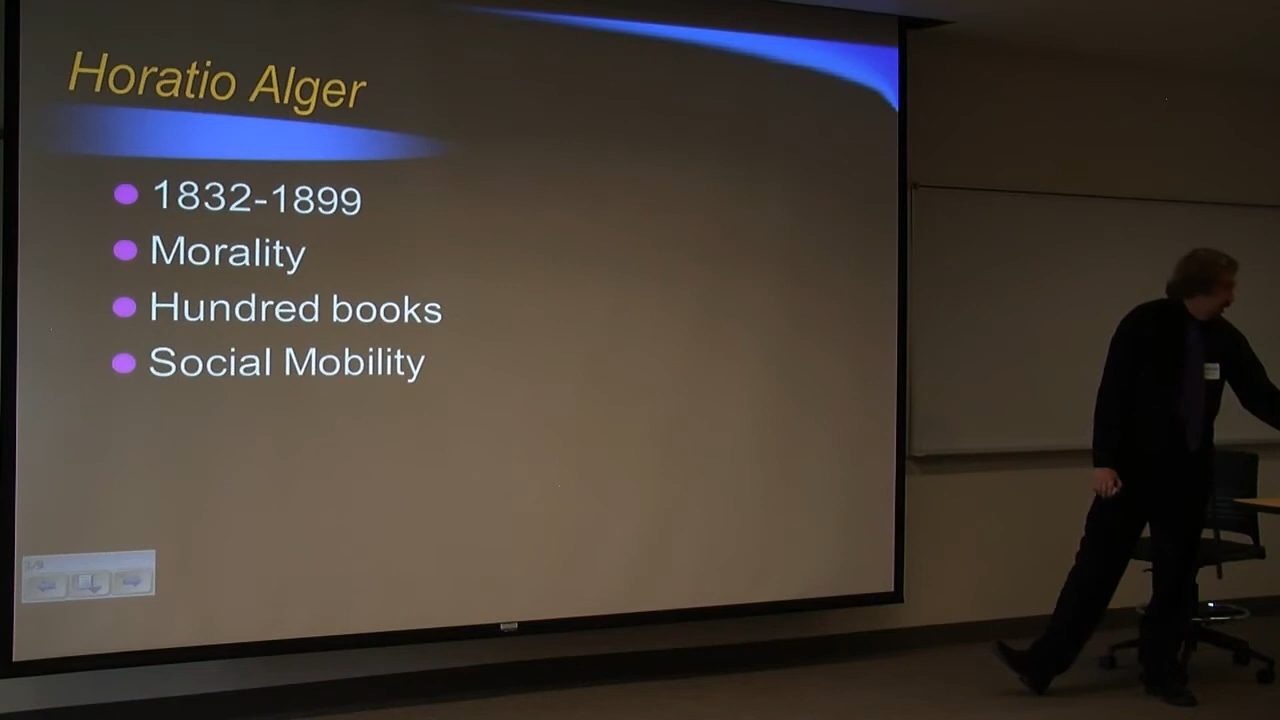 Horatio Alger
1832-1899
Morality
Hundred books
Social Mobility